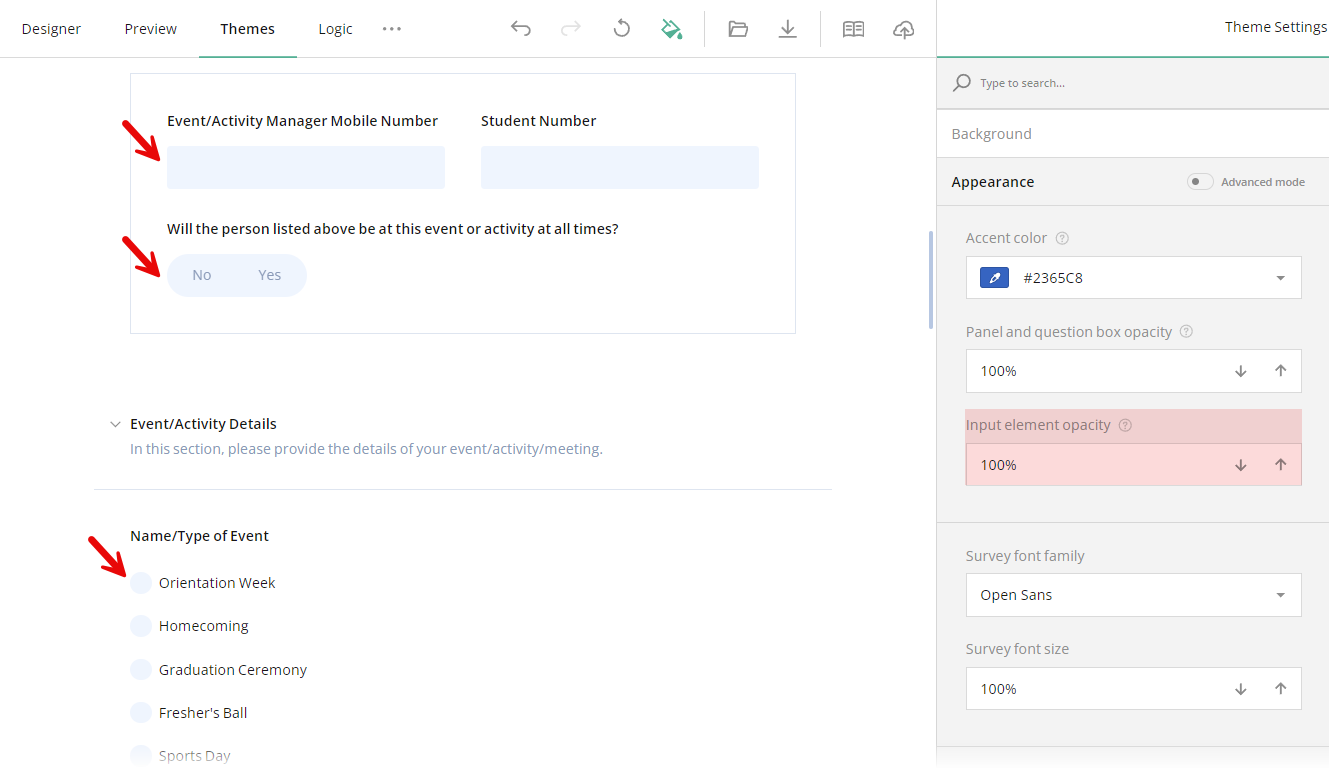 Designer Preview Themes Logic
Theme Settings
Type to search...
Background
Appearance Advanced mode
Accent color ?
#2365C8
Panel and question box opacity ?
100%
Input element opacity ?
100%
Survey font family
Open Sans
Survey font size
100%
Event/Activity Manager Mobile Number Student Number
Will the person listed above be at this event or activity at all times?
No Yes
Event/Activity Details
In this section, please provide the details of your event/activity/meeting.
Name/Type of Event
Orientation Week
Homecoming
Graduation Ceremony
Fresher's Ball
Sports Day